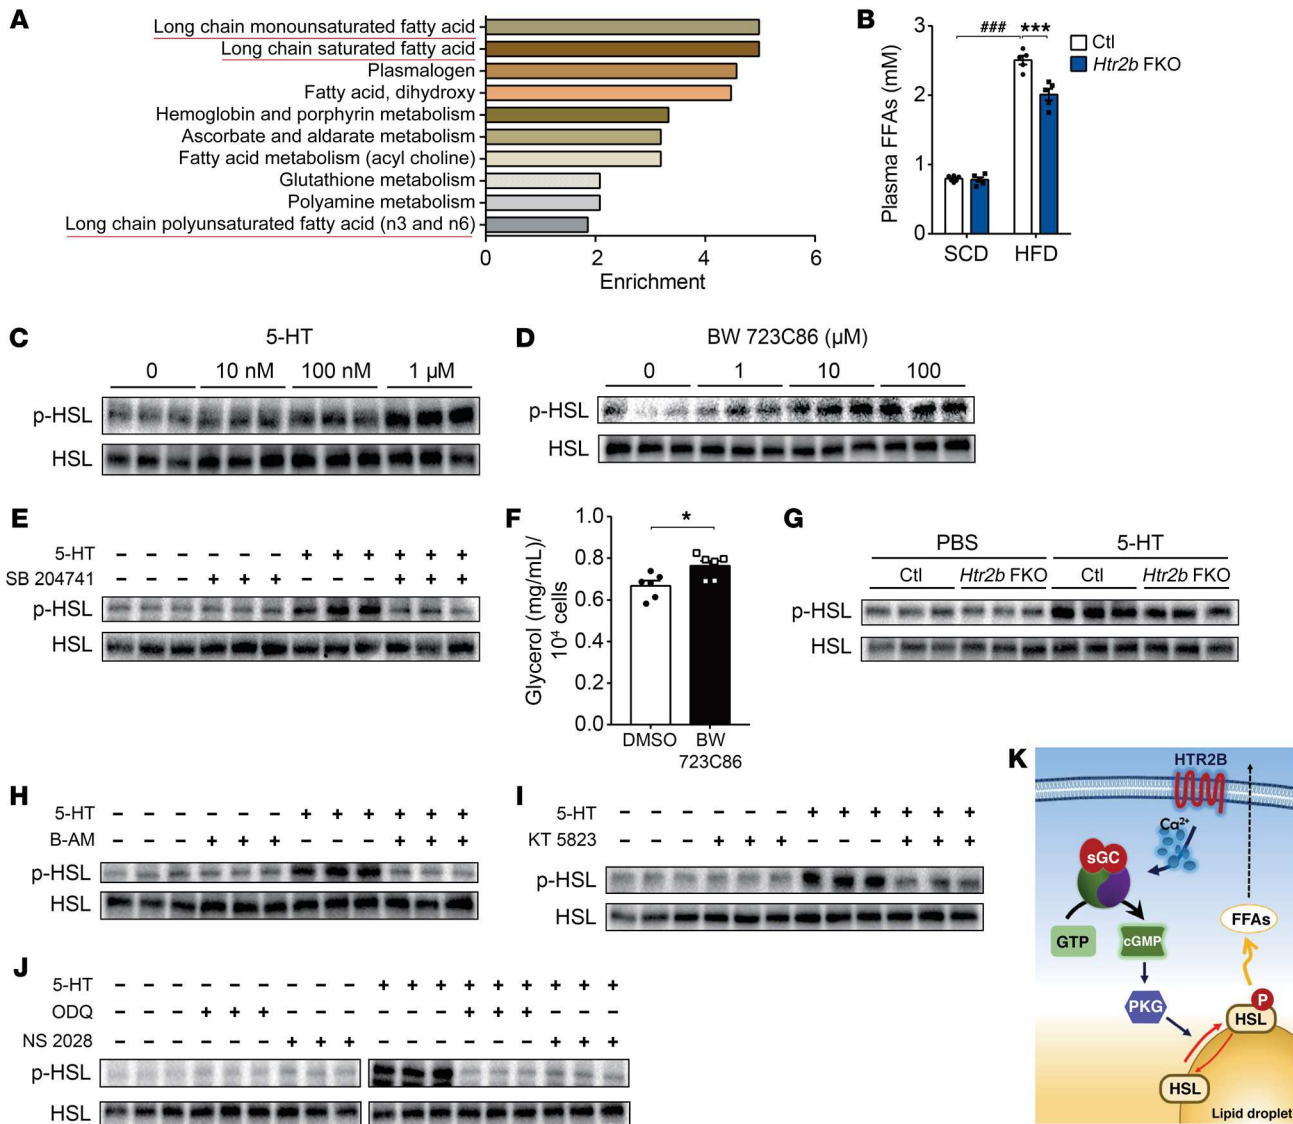 A
Long chain monounsaturated fatty acid
Long chain saturated fatty acid
Plasmalogen
Fatty acid, dihydroxy
Hemoglobin and porphyrin metabolism
Ascorbate and aldarate metabolism
Fatty acid metabolism (acyl choline)
Glutathione metabolism
Polyamine metabolism
Long chain polyunsaturated fatty acid (n3 and n6)
0 2 4 6
Enrichment
B
Plasma FFAs (mM)
3
2
1
0
### ***
Ctl
Htr2b FKO
SCD HFD
C
5-HT
0 10 nM 100 nM 1 µM
p-HSL
HSL
D
BW 723C86 (µM)
0 1 10 100
p-HSL
HSL
E
5-HT – – – – – – + + + + + +
SB 204741 – – – + + + – – – + + +
p-HSL
HSL
F
Glycerol (mg/mL)/
10⁴ cells
1.0
0.8
0.6
0.4
0.2
0.0
*
DMSO BW
723C86
G
PBS 5-HT
Ctl Htr2b FKO Ctl Htr2b FKO
p-HSL
HSL
H
5-HT – – – – – – + + + + + +
B-AM – – – + + + – – – + + +
p-HSL
HSL
I
5-HT – – – – – – + + + + + +
KT 5823 – – – + + + – – – + + +
p-HSL
HSL
J
5-HT – – – – – – – – – + + + + + + + + +
ODQ – – – + + + – – – – – – + + + – – –
NS 2028 – – – – – – + + + – – – – – – + + +
p-HSL
HSL
K
HTR2B
Ca²⁺
sGC
GTP
cGMP
PKG
FFAs
P
HSL
HSL
Lipid droplet